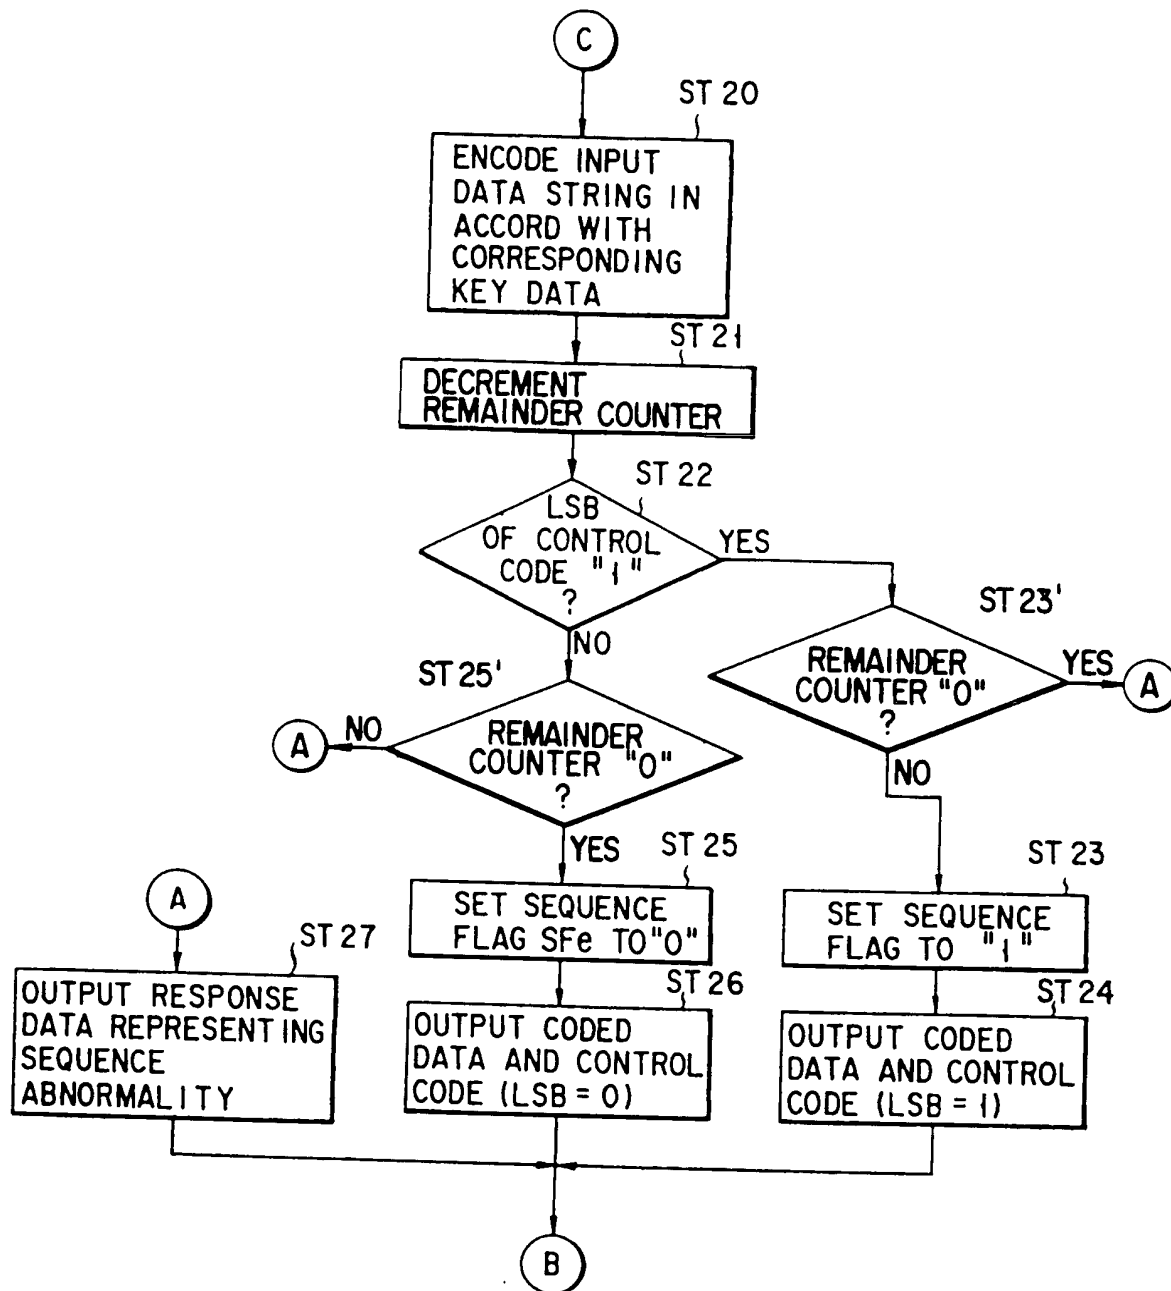 C
ST 20
ENCODE INPUT
DATA STRING IN
ACCORD WITH
CORRESPONDING
KEY DATA
ST 21
DECREMENT
REMAINDER COUNTER
ST 22
LSB
OF CONTROL
CODE "1"
?
YES
NO
ST 23'
REMAINDER
COUNTER "0"
?
YES
A
NO
ST 25'
REMAINDER
COUNTER "0"
?
NO
A
YES
ST 25
SET SEQUENCE
FLAG SFe TO "0"
ST 23
SET SEQUENCE
FLAG TO "1"
A
ST 27
OUTPUT RESPONSE
DATA REPRESENTING
SEQUENCE
ABNORMALITY
ST 26
OUTPUT CODED
DATA AND CONTROL
CODE (LSB = 0)
ST 24
OUTPUT CODED
DATA AND CONTROL
CODE (LSB = 1)
B